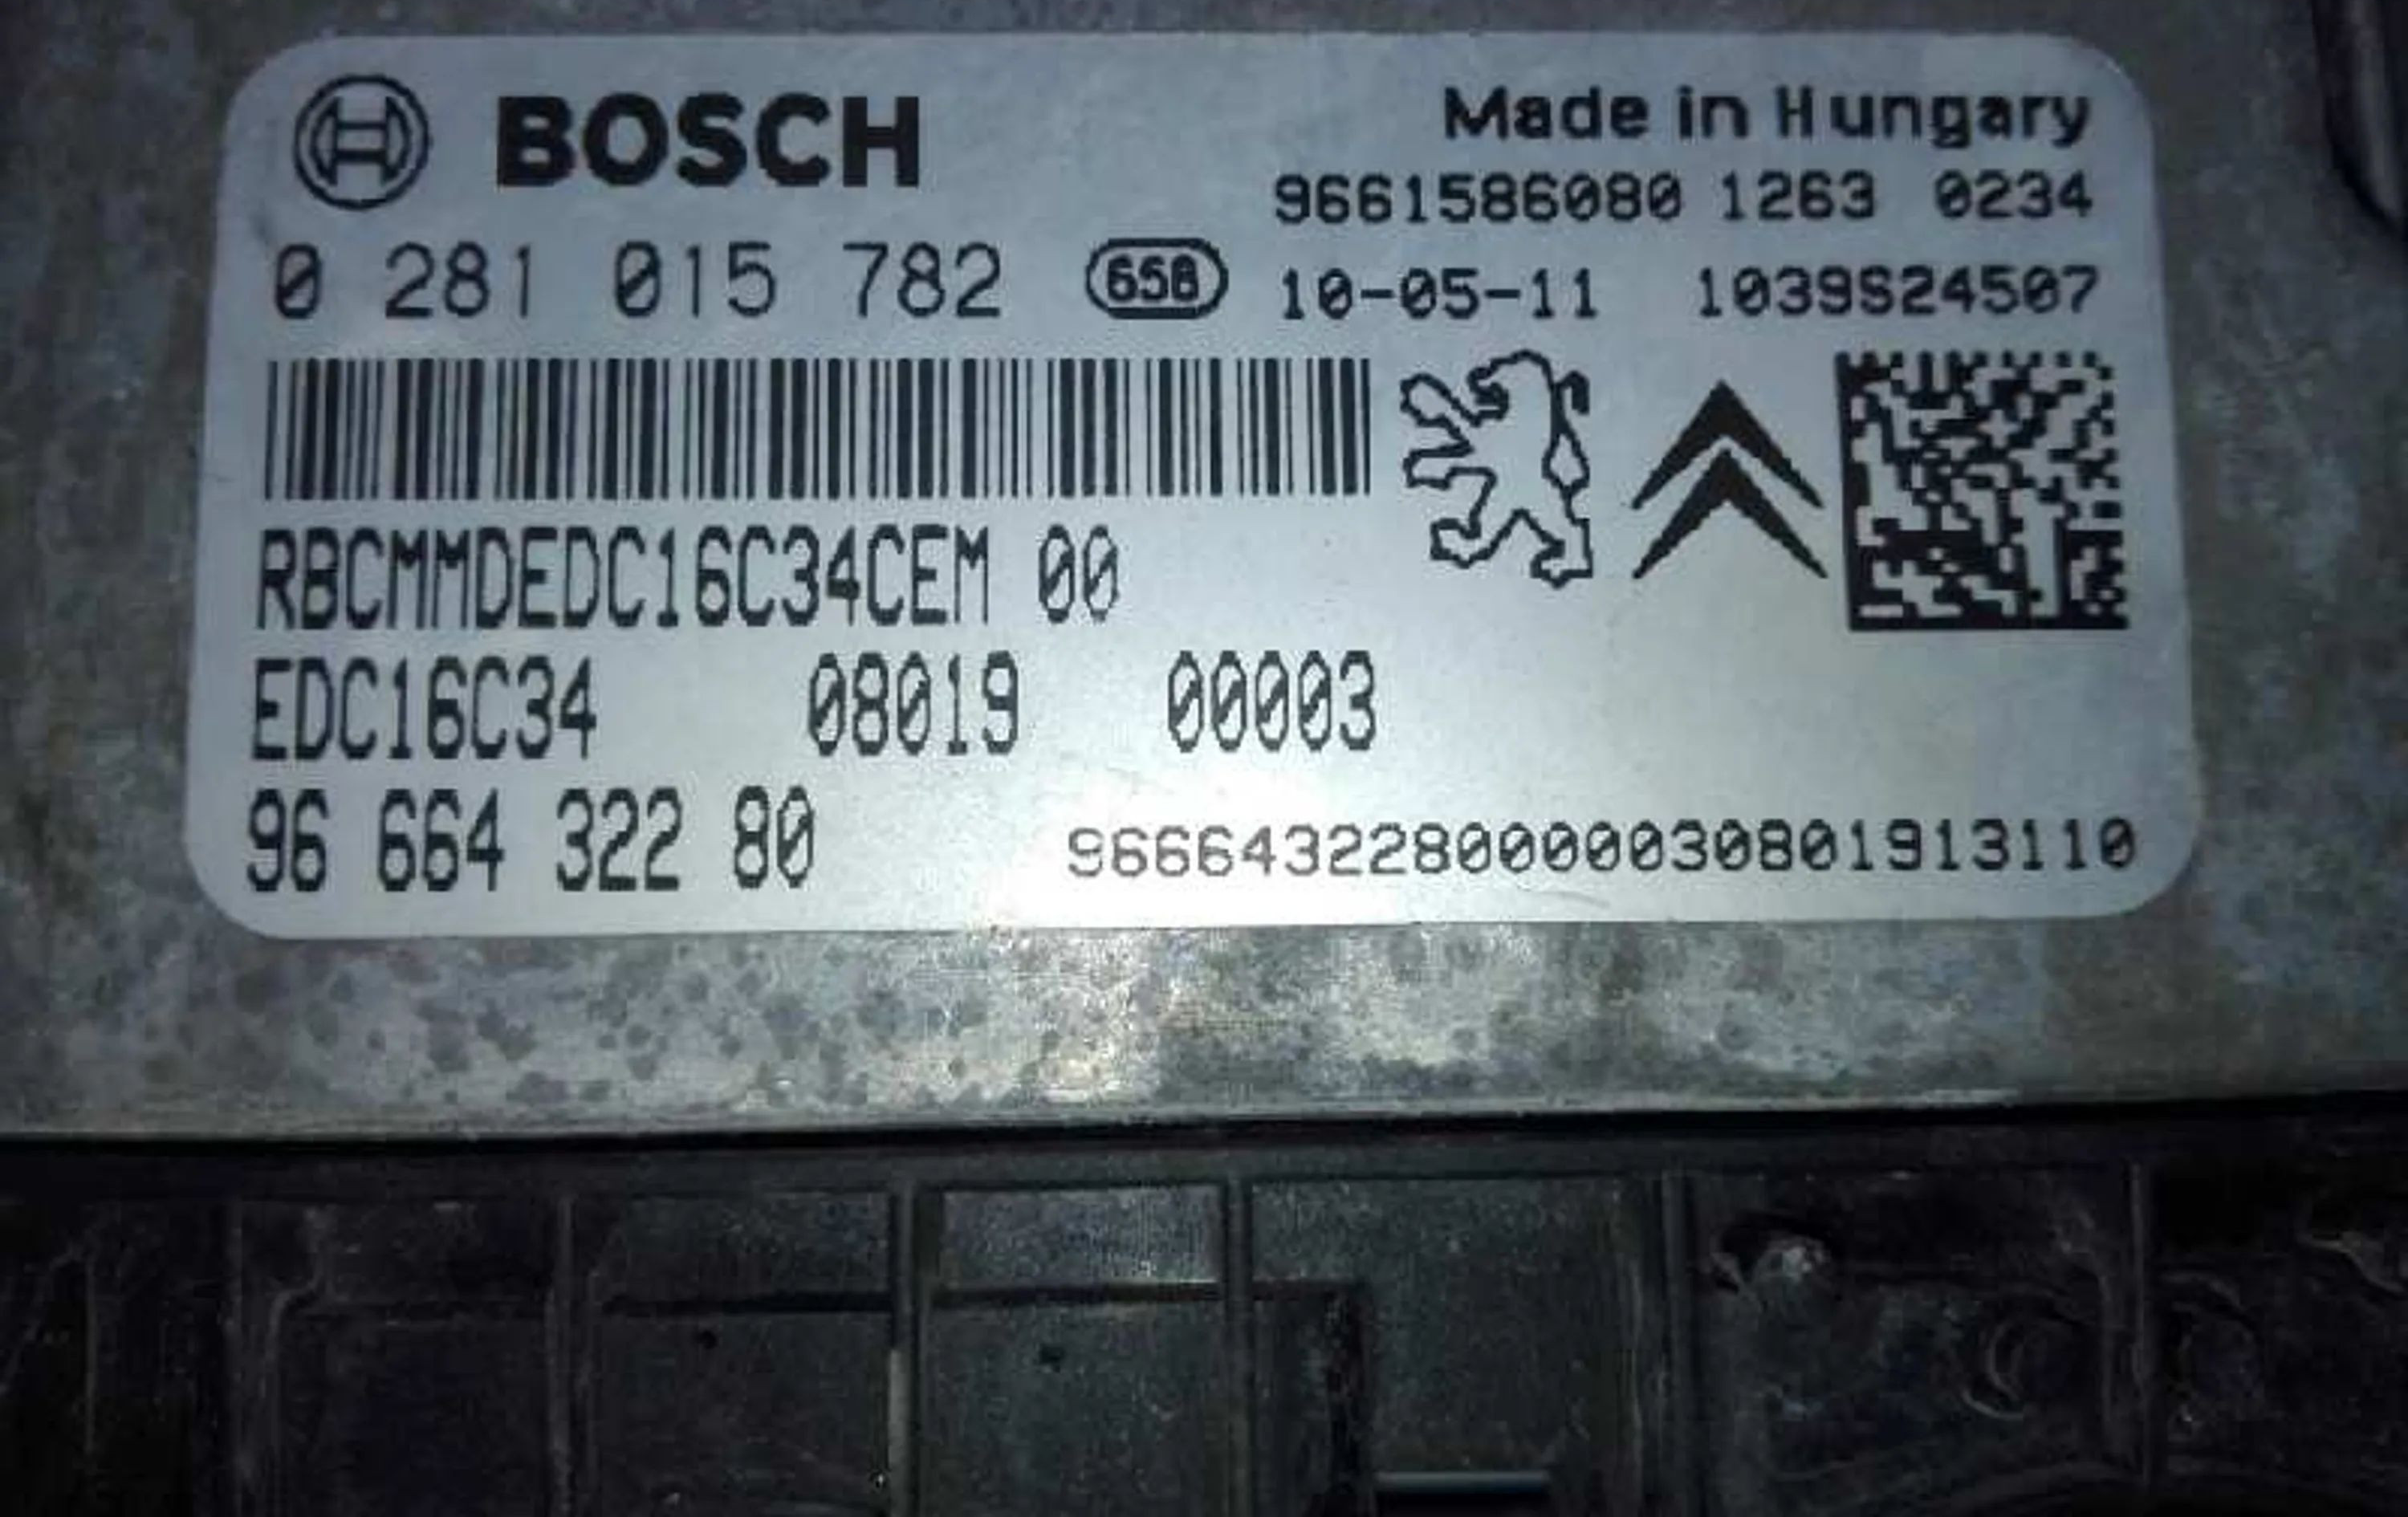 BOSCH
Made in Hungary
9661586080 1263 0234
0 281 015 782 658 10-05-11 1039S24507
RBCMMDEDC16C34CEM 00
EDC16C34 08019 00003
96 664 322 80 96664322800000030801913110